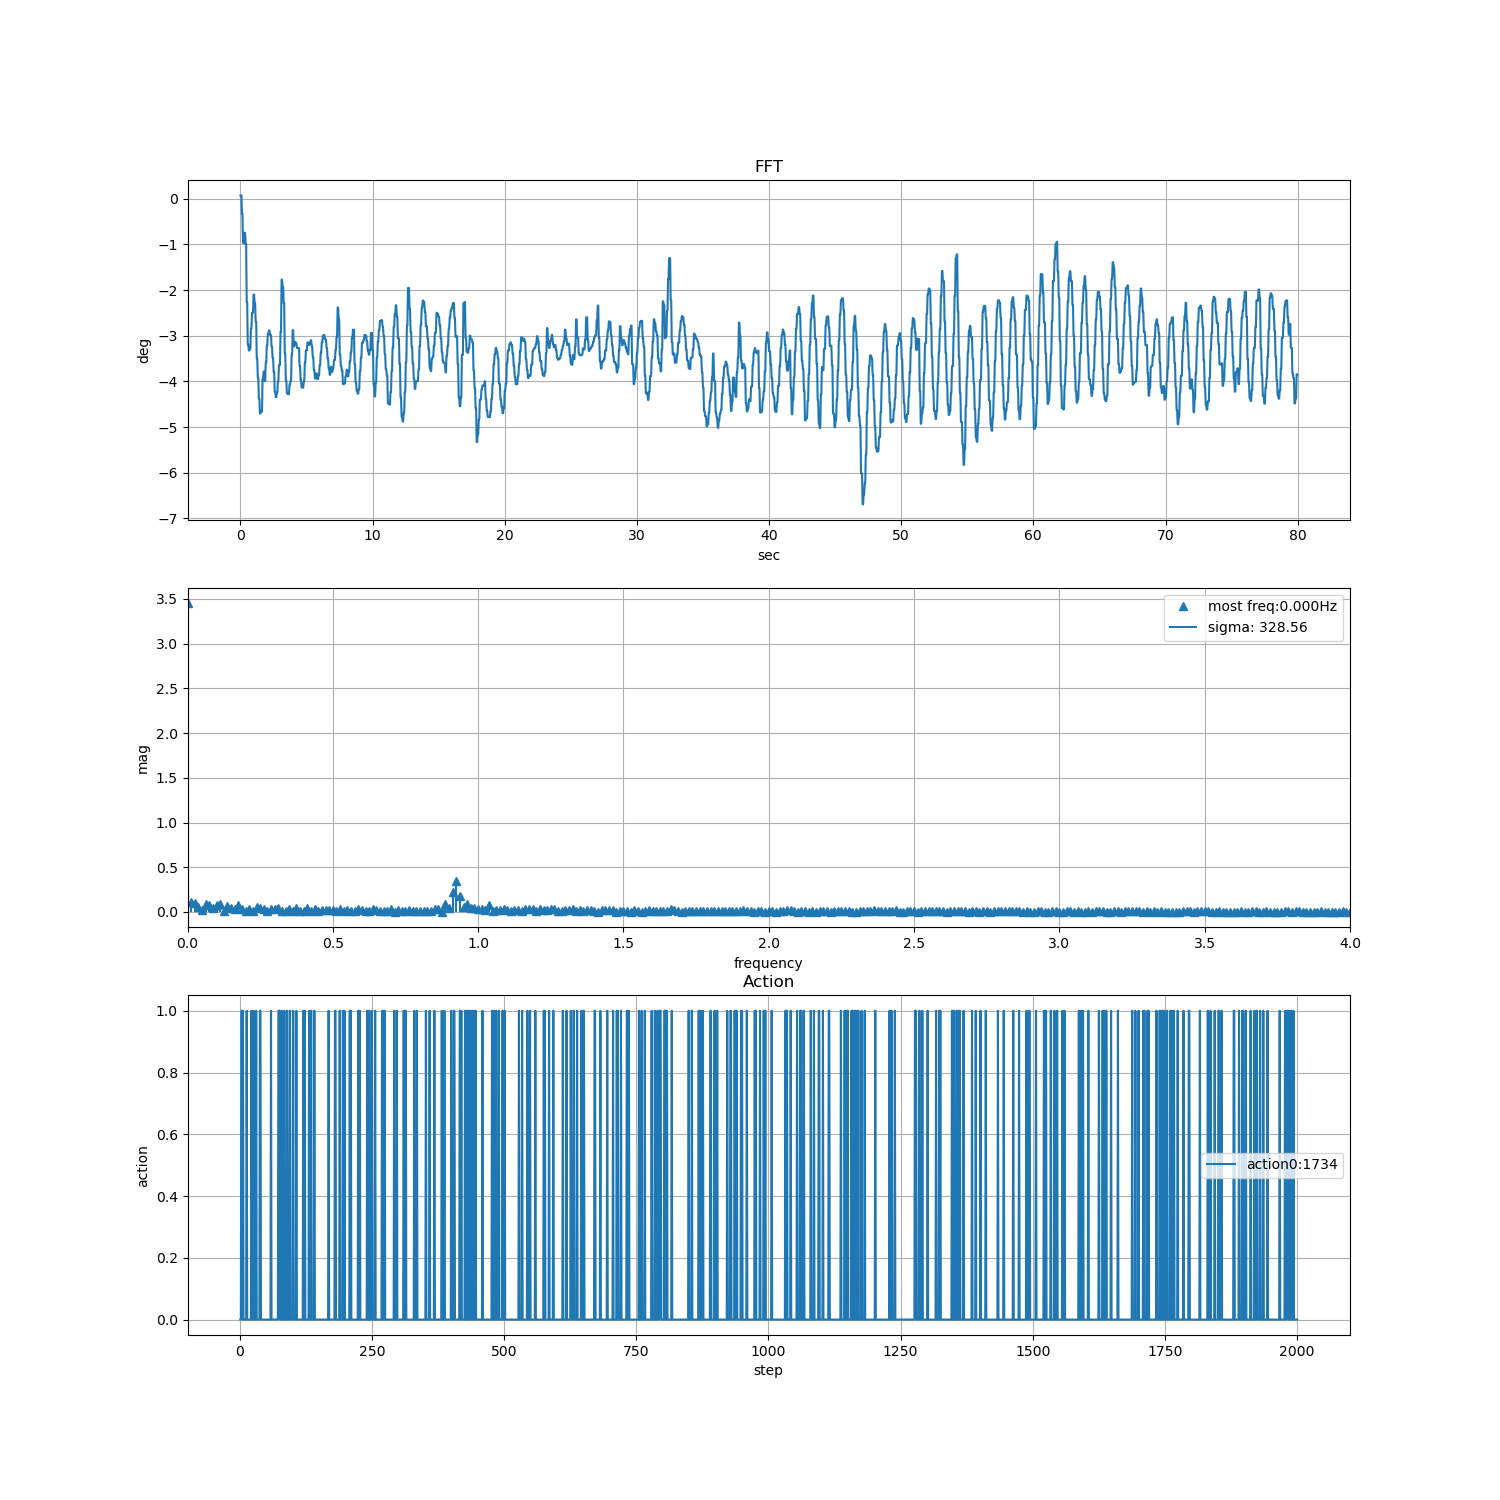 FFT
0
−1
−2
−3
−4
−5
−6
−7
deg
0 10 20 30 40 50 60 70 80
sec
3.5
3.0
2.5
2.0
1.5
1.0
0.5
0.0
mag
most freq:0.000Hz
sigma: 328.56
0.0 0.5 1.0 1.5 2.0 2.5 3.0 3.5 4.0
frequency
Action
1.0
0.8
0.6
0.4
0.2
0.0
action
action0:1734
0 250 500 750 1000 1250 1500 1750 2000
step